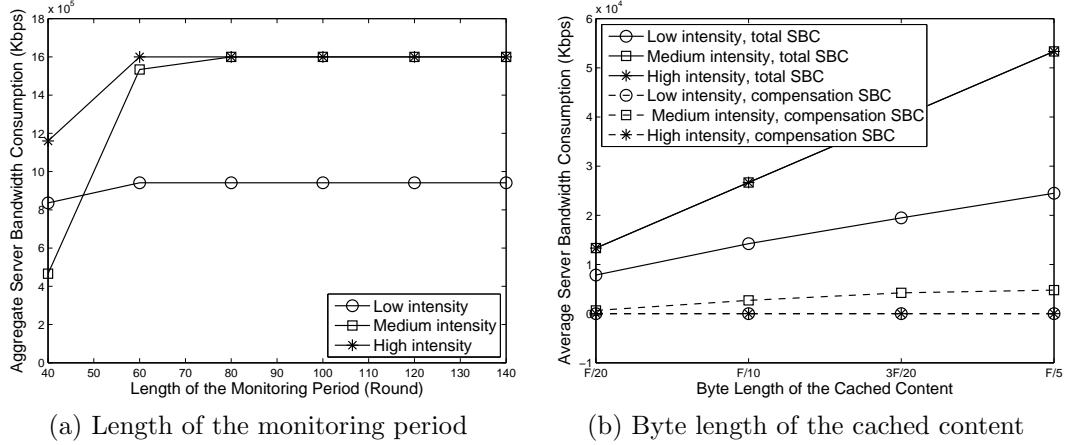 x 10⁵
18
16
14
12
10
8
6
4
2
0
Aggregate Server Bandwidth Consumption (Kbps)
Low intensity
Medium intensity
High intensity
40 50 60 70 80 90 100 110 120 130 140
Length of the Monitoring Period (Round)
(a) Length of the monitoring period
x 10⁴
6
5
4
3
2
1
0
−1
Average Server Bandwidth Consumption (Kbps)
Low intensity, total SBC
Medium intensity, total SBC
High intensity, total SBC
Low intensity, compensation SBC
Medium intensity, compensation SBC
High intensity, compensation SBC
F/20 F/10 3F/20 F/5
Byte Length of the Cached Content
(b) Byte length of the cached content